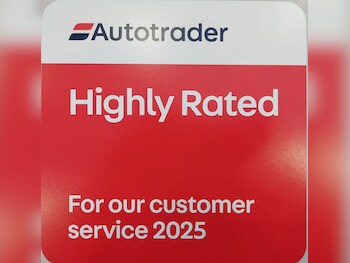 Autotrader
Highly Rated
For our customer
service 2025